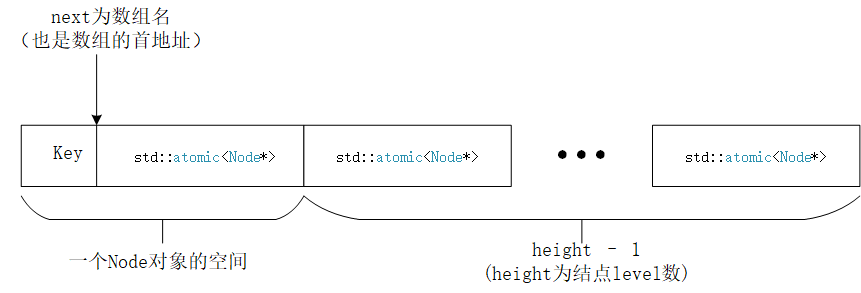 next为数组名
（也是数组的首地址）
Key
std::atomic<Node*>
std::atomic<Node*>
•••
std::atomic<Node*>
一个Node对象的空间
height - 1
(height为结点level数)